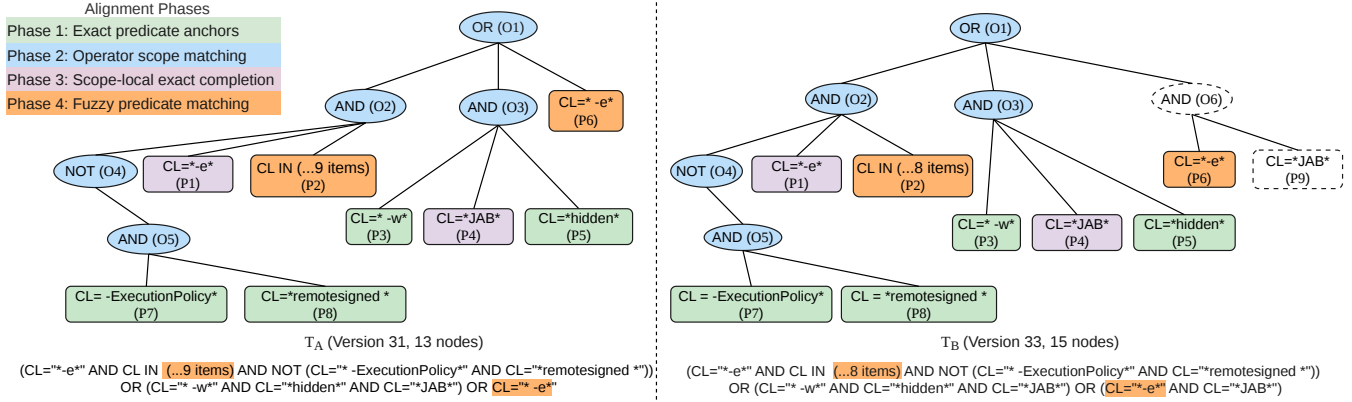 Alignment Phases
Phase 1: Exact predicate anchors
Phase 2: Operator scope matching
Phase 3: Scope-local exact completion
Phase 4: Fuzzy predicate matching
OR (O1)
AND (O2)
AND (O3)
CL=* -e*
(P6)
NOT (O4)
CL=*-e*
(P1)
CL IN (...9 items)
(P2)
CL=* -w*
(P3)
CL=*JAB*
(P4)
CL=*hidden*
(P5)
AND (O5)
CL= -ExecutionPolicy*
(P7)
CL=*remotesigned *
(P8)
TA (Version 31, 13 nodes)
(CL="*-e*" AND CL IN (...9 items) AND NOT (CL="* -ExecutionPolicy*" AND CL="*remotesigned *"))
OR (CL="* -w*" AND CL="*hidden*" AND CL="*JAB*") OR CL="* -e*"
OR (O1)
AND (O2)
AND (O3)
AND (O6)
NOT (O4)
CL=*-e*
(P1)
CL IN (...8 items)
(P2)
CL=*-e*
(P6)
CL=*JAB*
(P9)
CL=* -w*
(P3)
CL=*JAB*
(P4)
CL=*hidden*
(P5)
AND (O5)
CL = -ExecutionPolicy*
(P7)
CL = *remotesigned *
(P8)
TB (Version 33, 15 nodes)
(CL="*-e*" AND CL IN (...8 items) AND NOT (CL="* -ExecutionPolicy*" AND CL="*remotesigned *"))
OR (CL="* -w*" AND CL="*hidden*" AND CL="*JAB*") OR (CL="*-e*" AND CL="*JAB*")